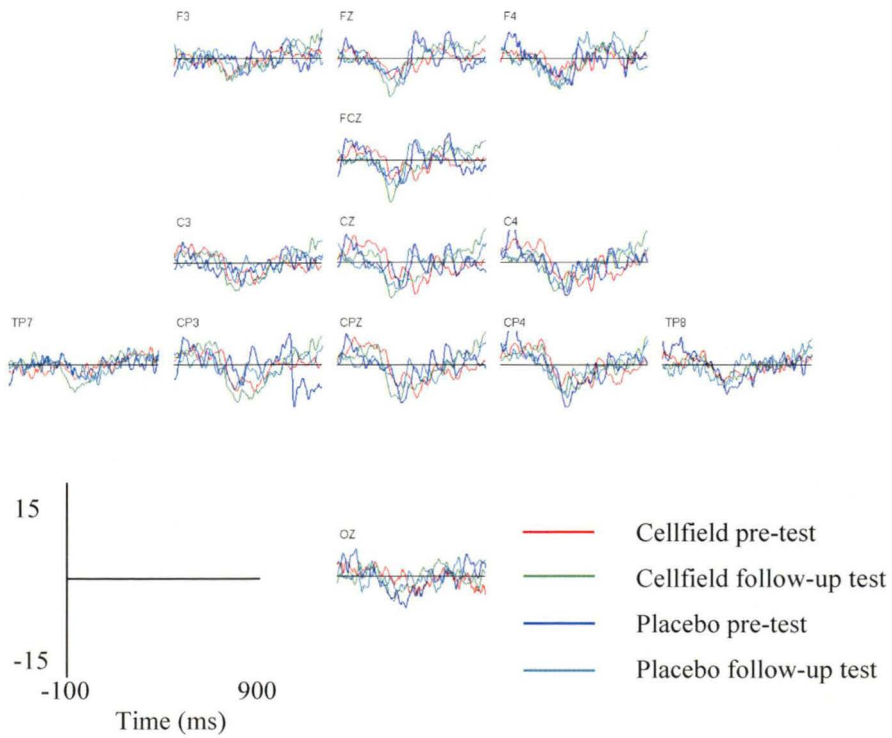 F3 FZ F4
FCZ
C3 CZ C4
TP7 CP3 CPZ CP4 TP8
15
-15
-100 900
Time (ms)
OZ
Cellfield pre-test
Cellfield follow-up test
Placebo pre-test
Placebo follow-up test